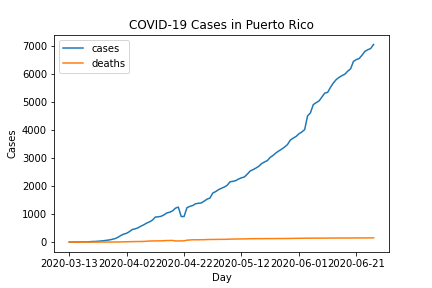 COVID-19 Cases in Puerto Rico
cases
deaths
7000
6000
5000
4000
3000
2000
1000
0
Cases
2020-03-13 2020-04-02 2020-04-22 2020-05-12 2020-06-01 2020-06-21
Day